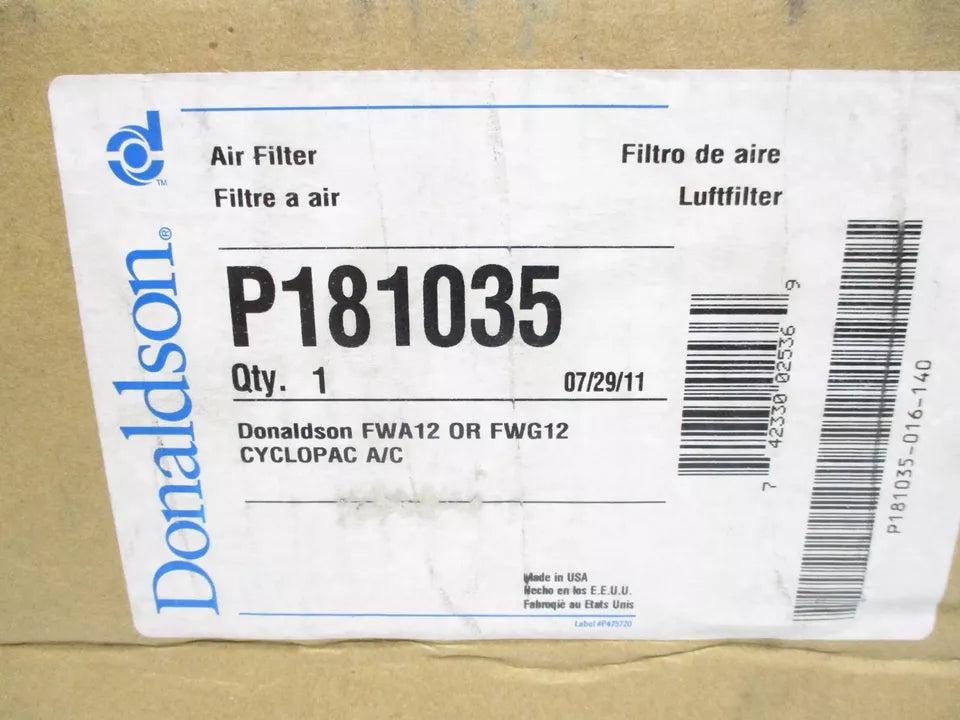 Donaldson®
TM
Air Filter
Filtre a air
Filtro de aire
Luftfilter
P181035
Qty. 1
07/29/11
Donaldson FWA12 OR FWG12
CYCLOPAC A/C
Made in USA
Hecho en los E.E.U.U.
Fabroqié au Etats Unis
Label #P475720
7 42330 02536 9
P181035-016-140